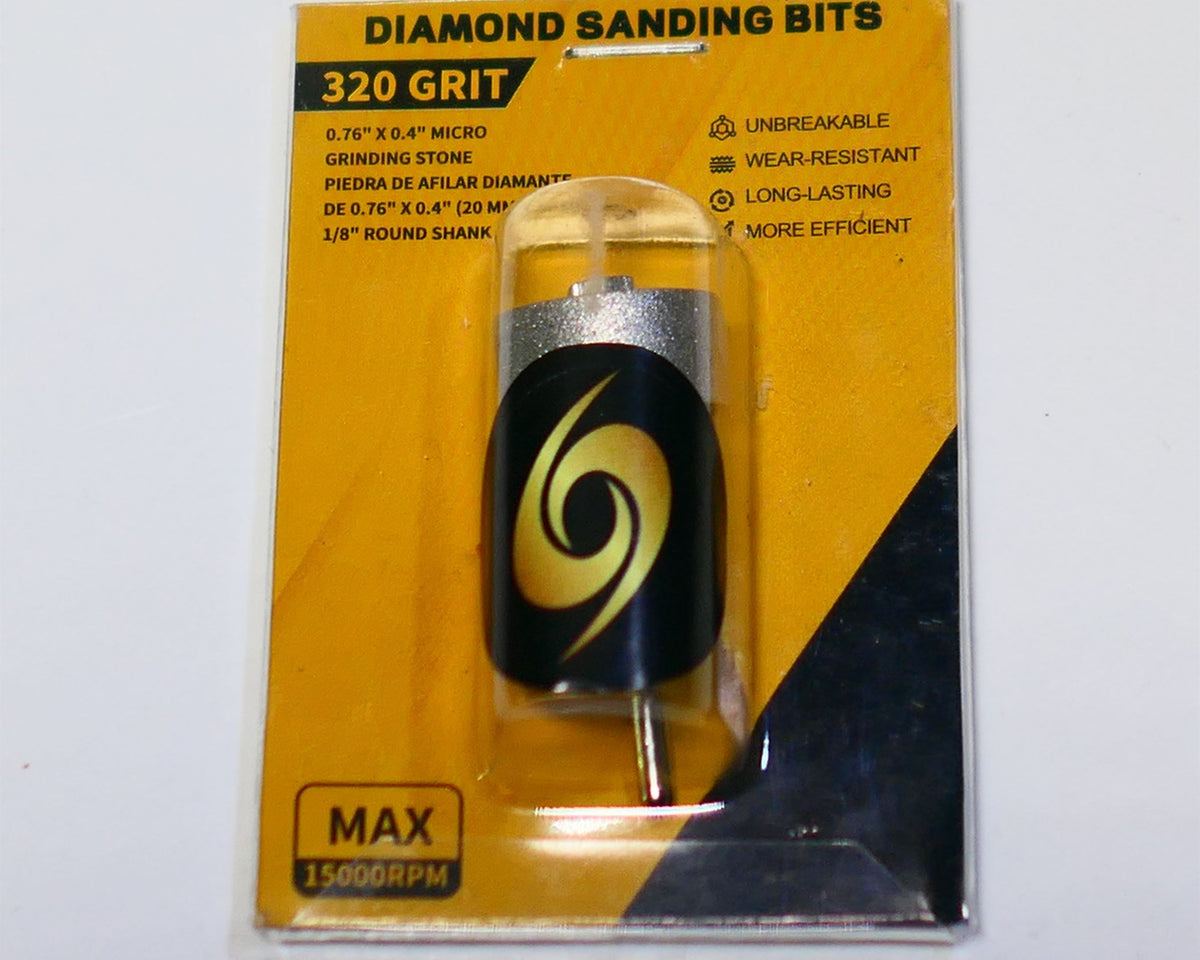 DIAMOND SANDING BITS
320 GRIT
0.76" X 0.4" MICRO
GRINDING STONE
PIEDRA DE AFILAR DIAMANTE
DE 0.76" X 0.4" (20 MM
1/8" ROUND SHANK
UNBREAKABLE
WEAR-RESISTANT
LONG-LASTING
MORE EFFICIENT
MAX
15000RPM